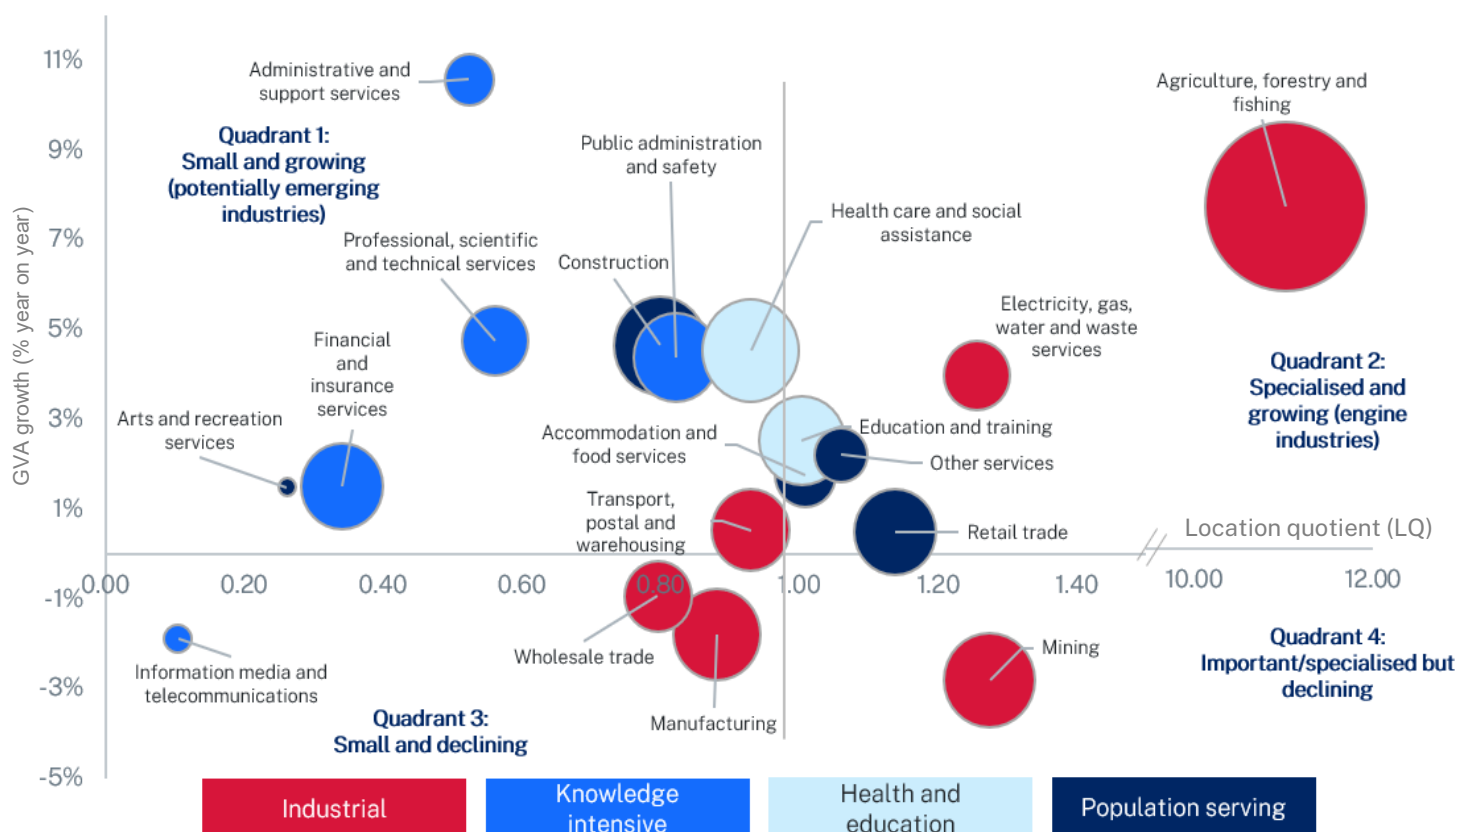 11%
9%
7%
5%
3%
1%
-1%
-3%
-5%
GVA growth (% year on year)
Administrative and
support services
Quadrant 1:
Small and growing
(potentially emerging
industries)
Public administration
and safety
Agriculture, forestry and
fishing
Professional, scientific
and technical services
Construction
Health care and social
assistance
Electricity, gas,
water and waste
services
Financial
and
insurance
services
Quadrant 2:
Specialised and
growing (engine
industries)
Arts and recreation
services
Accommodation and
food services
Education and training
Other services
Transport,
postal and
warehousing
Retail trade
Location quotient (LQ)
0.00
0.20
0.40
0.60
0.80
1.00
1.20
1.40
10.00
12.00
Information media and
telecommunications
Wholesale trade
Manufacturing
Mining
Quadrant 3:
Small and declining
Quadrant 4:
Important/specialised but
declining
Industrial
Knowledge
intensive
Health and
education
Population serving